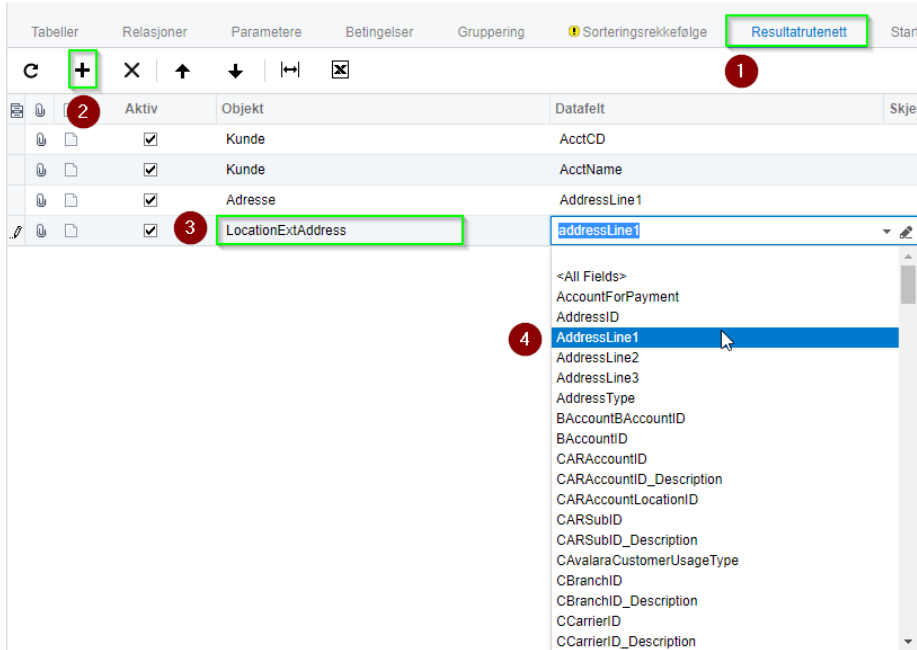 Tabeller Relasjoner Parametere Betingelser Gruppering Sorteringsrekkefølge Resultatrutenett Start
1
2
Aktiv Objekt Datafelt Skje
Kunde AcctCD
Kunde AcctName
Adresse AddressLine1
3 LocationExtAddress addressLine1
<All Fields>
AccountForPayment
AddressID
4 AddressLine1
AddressLine2
AddressLine3
AddressType
BAccountBAccountID
BAccountID
CARAccountID
CARAccountID_Description
CARAccountLocationID
CARSubID
CARSubID_Description
CAvalaraCustomerUsageType
CBranchID
CBranchID_Description
CCarrierID
CCarrierID_Description